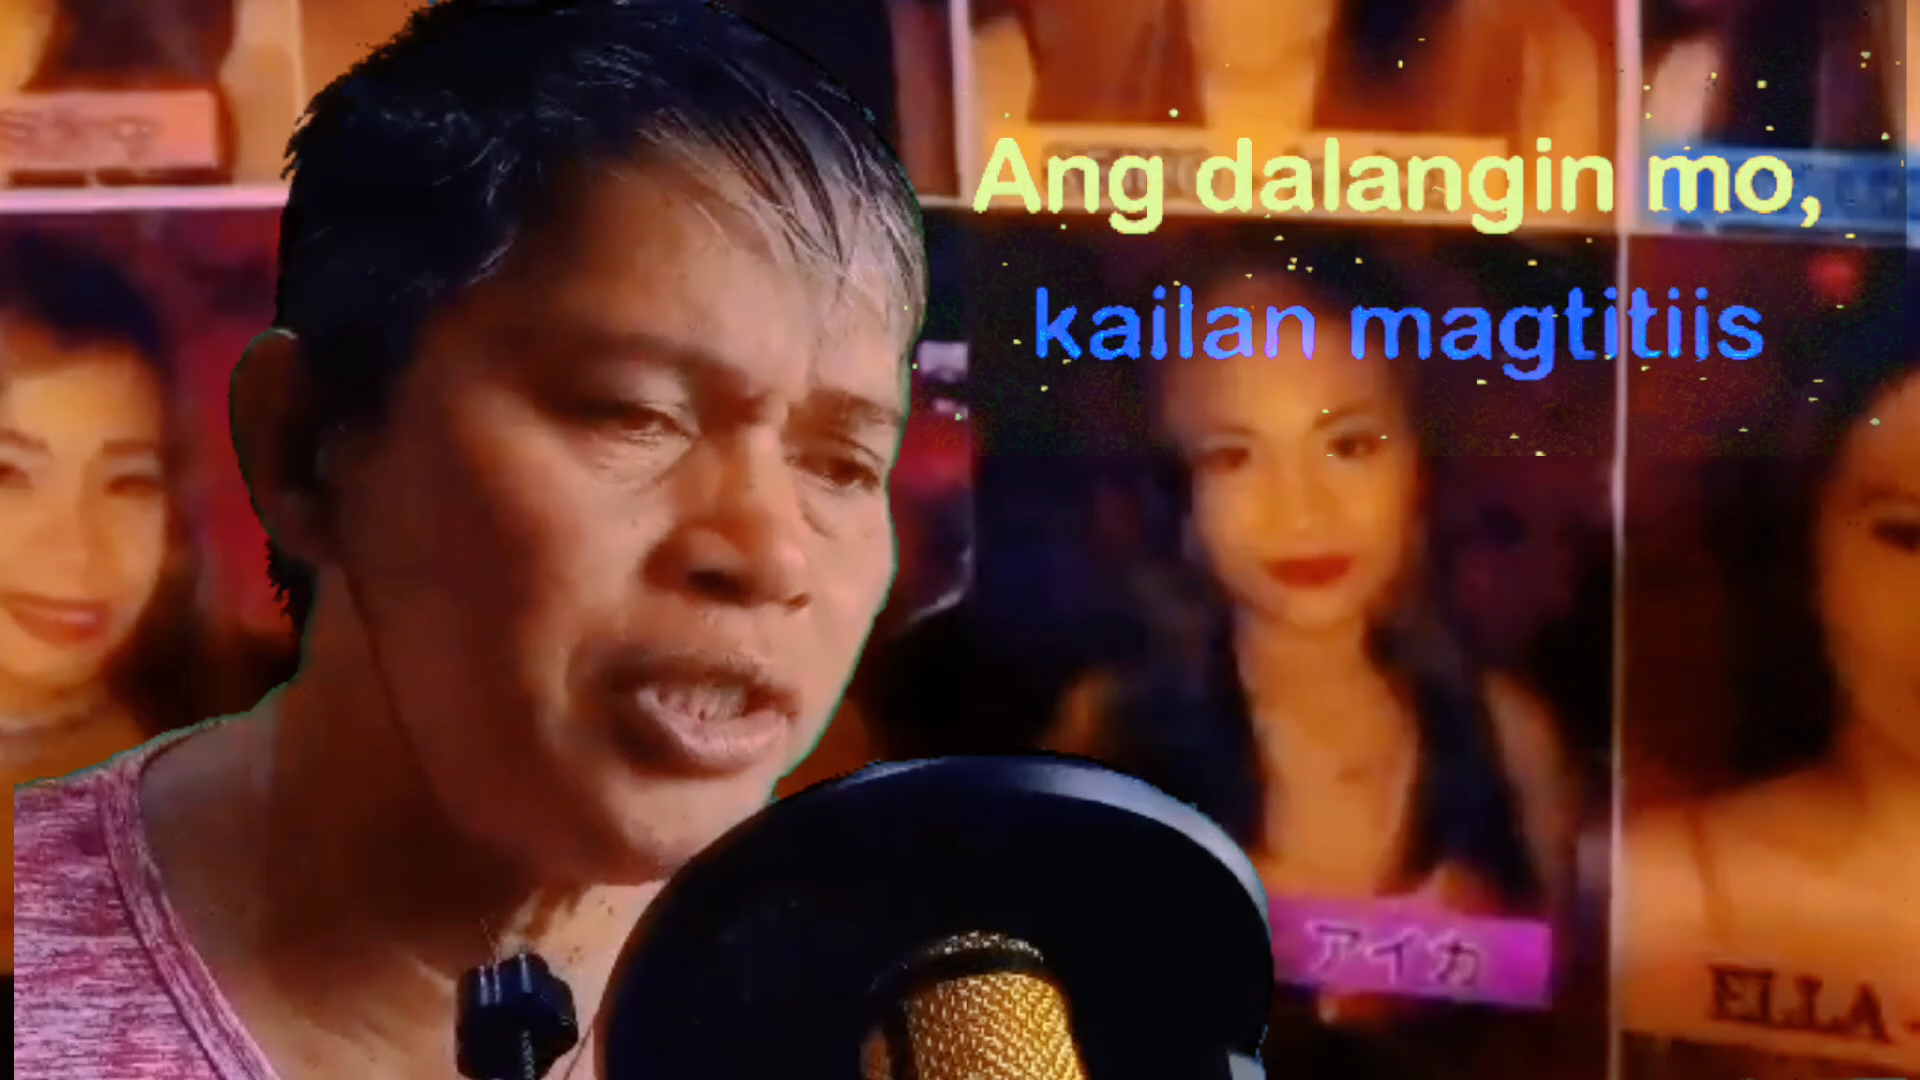 Ang dalangin mo,
kailan magtitiis
アイカ
ELLA